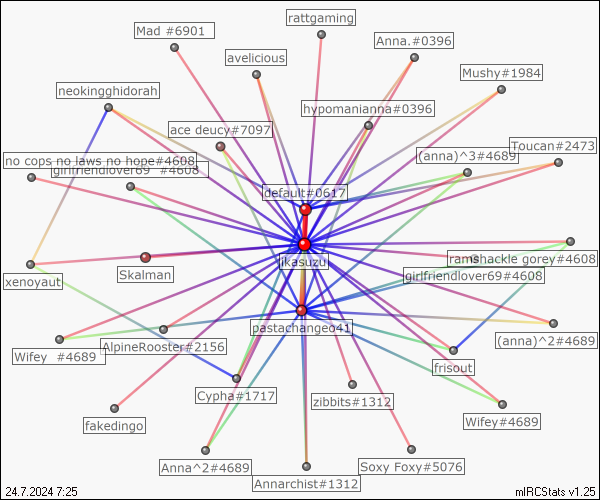 rattgaming
Mad #6901
Anna.#0396
avelicious
Mushy#1984
neokingghidorah
hypomanianna#0396
ace deucy#7097
Toucan#2473
(anna)^3#4689
no cops no laws no hope#4608
girlfriendlover69 #4608
default#0617
likasuzu
ramshackle gorey#4608
Skalman
girlfriendlover69#4608
xenoyaut
pastachangeo41
(anna)^2#4689
AlpineRooster#2156
Wifey #4689
frisout
Cypha#1717
zibbits#1312
fakedingo
Wifey#4689
Anna^2#4689
Soxy Foxy#5076
Annarchist#1312
24.7.2024 7:25
mIRCStats v1.25